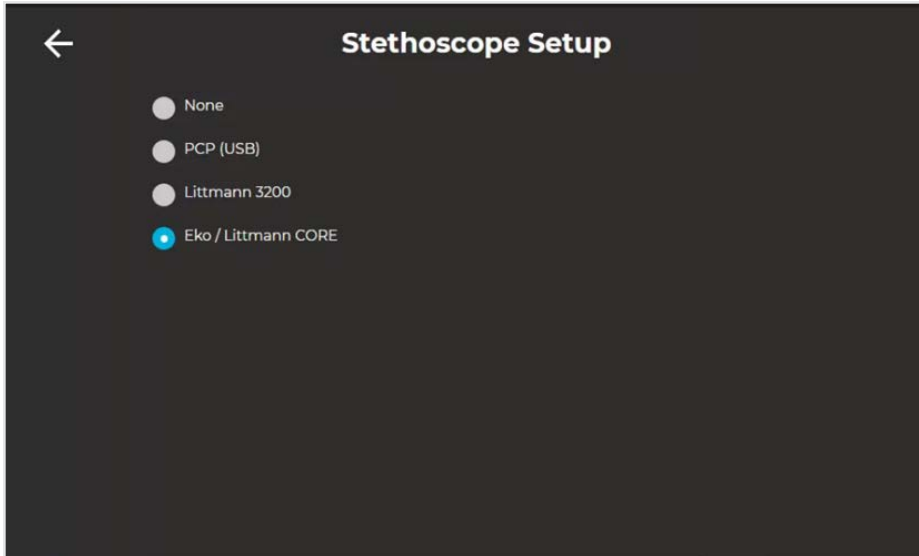 Stethoscope Setup
None
PCP (USB)
Littmann 3200
Eko / Littmann CORE